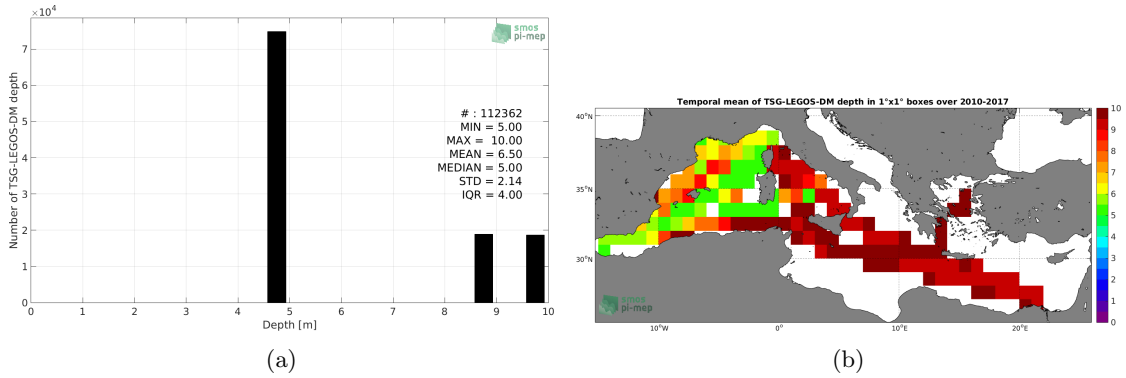 ×10⁴
smos
pi-mep
Number of TSG-LEGOS-DM depth
7
6
5
4
3
2
1
0
# : 112362
MIN = 5.00
MAX = 10.00
MEAN = 6.50
MEDIAN = 5.00
STD = 2.14
IQR = 4.00
0 1 2 3 4 5 6 7 8 9 10
Depth [m]
(a)
Temporal mean of TSG-LEGOS-DM depth in 1°x1° boxes over 2010-2017
40°N
35°N
30°N
10°W 0° 10°E 20°E
smos
pi-mep
10
9
8
7
6
5
4
3
2
1
0
(b)